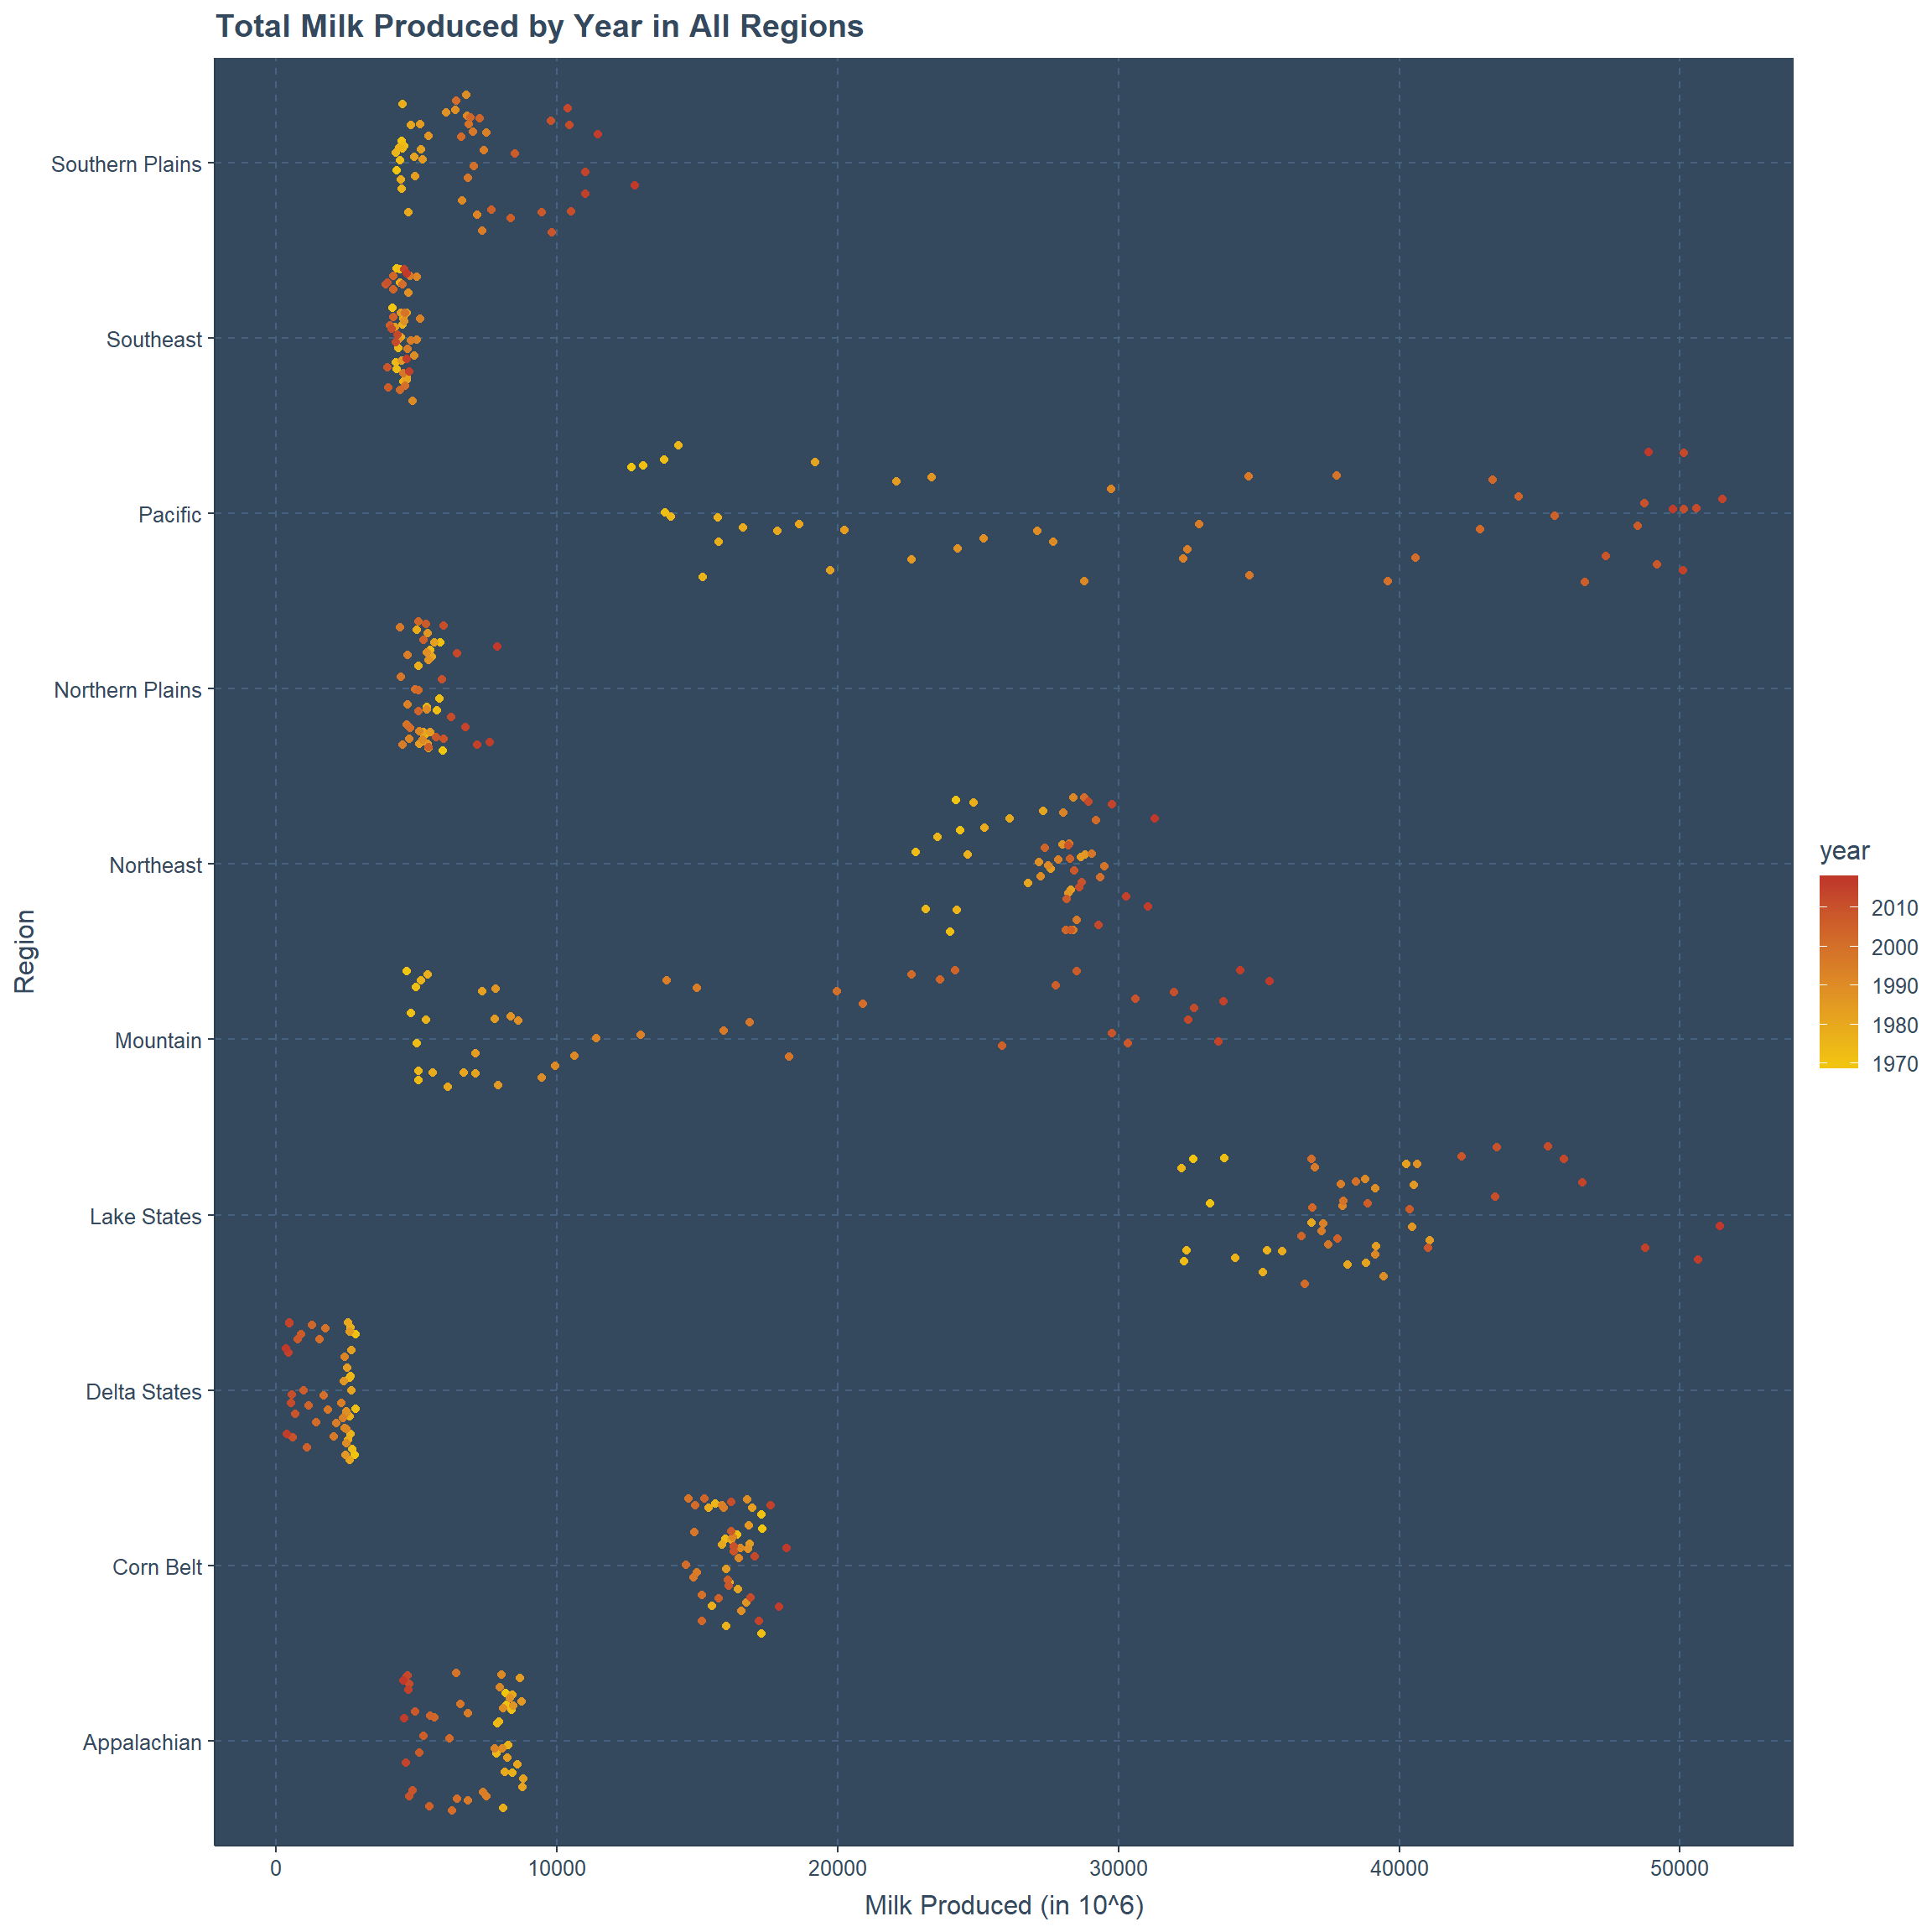 Total Milk Produced by Year in All Regions
Region
Southern Plains
Southeast
Pacific
Northern Plains
Northeast
Mountain
Lake States
Delta States
Corn Belt
Appalachian
0
10000
20000
30000
40000
50000
Milk Produced (in 10^6)
year
2010
2000
1990
1980
1970